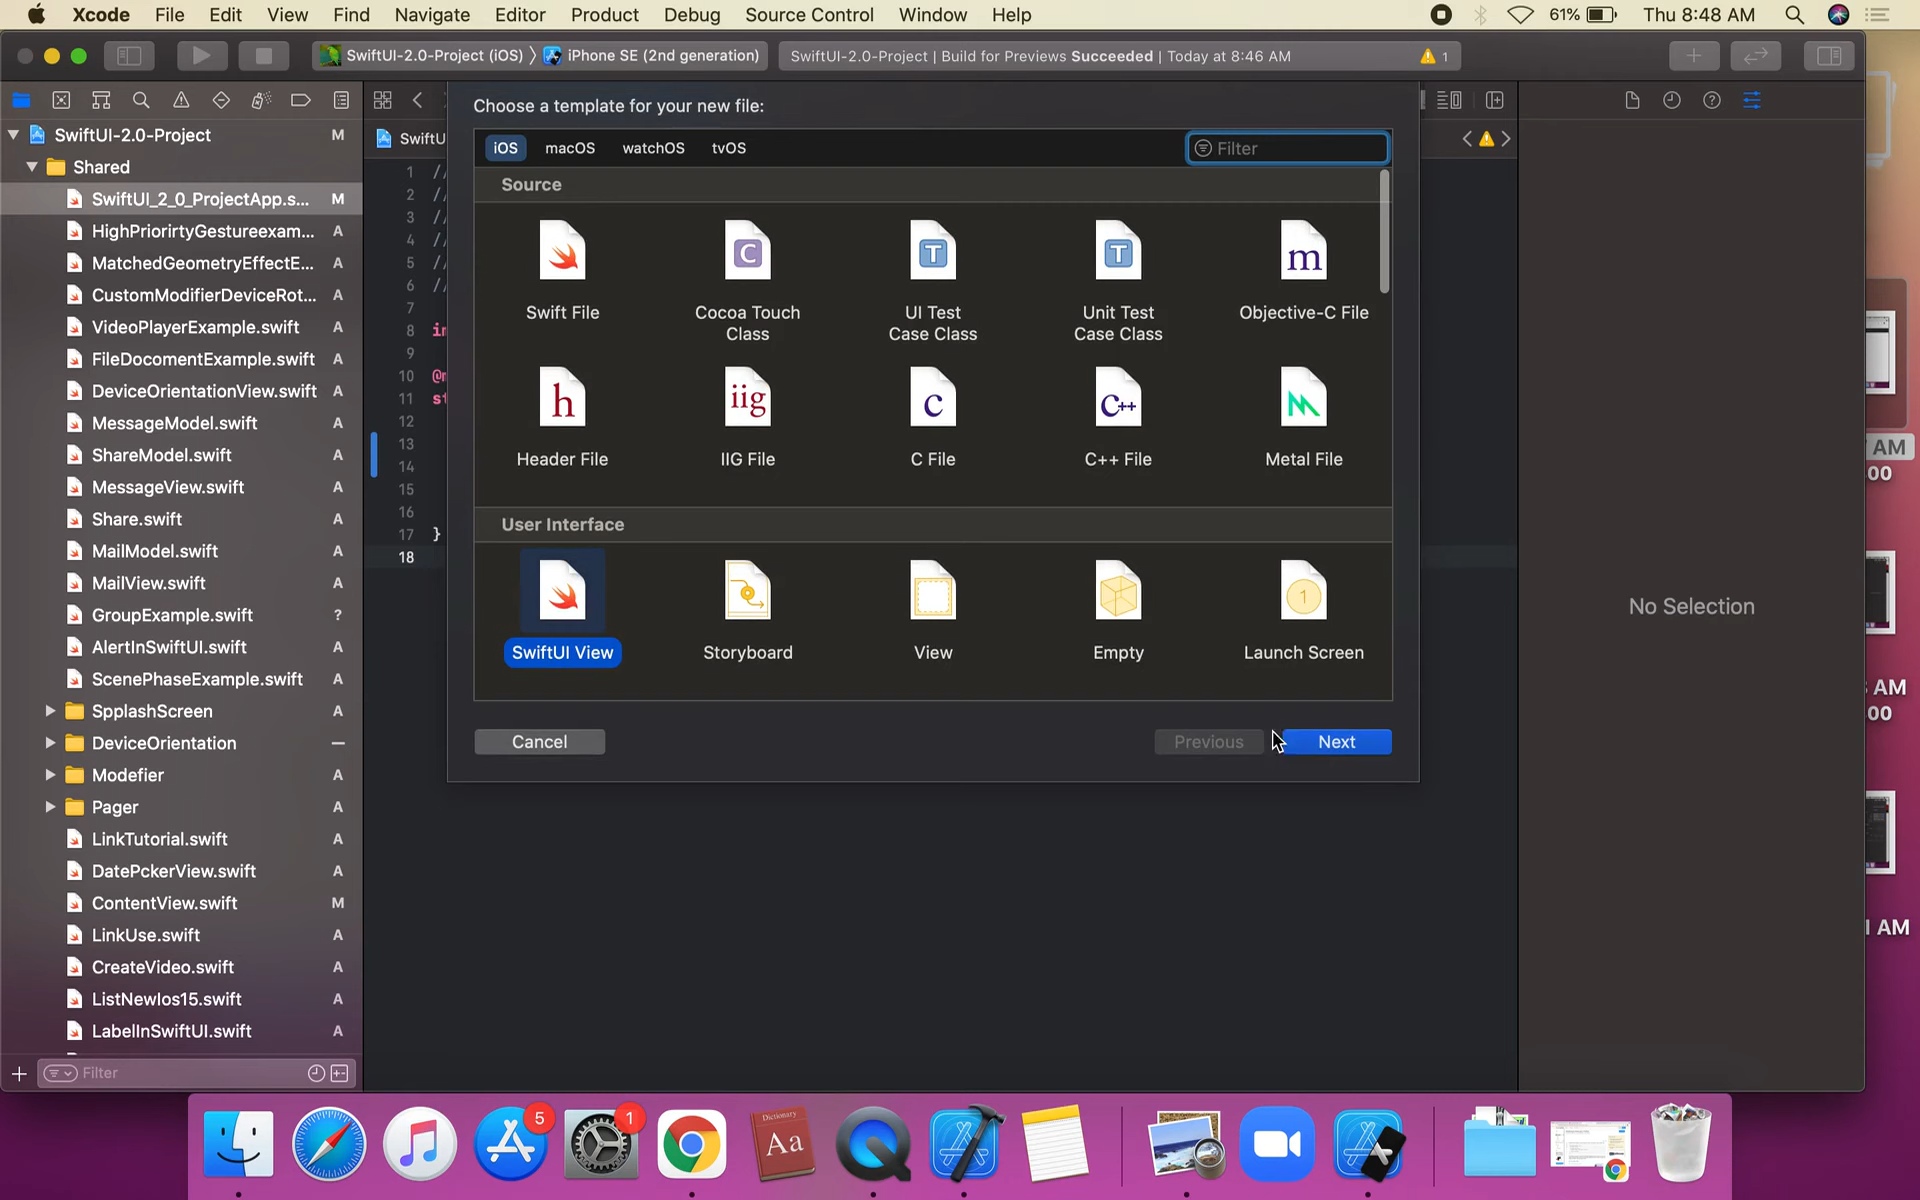 Xcode File Edit View Find Navigate Editor Product Debug Source Control Window Help 61% Thu 8:48 AM
SwiftUI-2.0-Project (iOS) iPhone SE (2nd generation) SwiftUI-2.0-Project | Build for Previews Succeeded | Today at 8:46 AM 1
SwiftUI-2.0-Project M
Shared
SwiftUI_2_0_ProjectApp.s... M
HighPriorirtyGestureexam... A
MatchedGeometryEffectE... A
CustomModifierDeviceRot... A
VideoPlayerExample.swift A
FileDocomentExample.swift A
DeviceOrientationView.swift A
MessageModel.swift A
ShareModel.swift A
MessageView.swift A
Share.swift A
MailModel.swift A
MailView.swift A
GroupExample.swift ?
AlertInSwiftUI.swift A
ScenePhaseExample.swift A
SpplashScreen A
DeviceOrientation –
Modefier A
Pager A
LinkTutorial.swift A
DatePckerView.swift A
ContentView.swift M
LinkUse.swift A
CreateVideo.swift A
ListNewIos15.swift A
LabelInSwiftUI.swift A
Filter
SwiftU
1 //
2 //
3 //
4 //
5 //
6 //
7
8 im
9
10 @m
11 st
12
13
14
15
16
17 }
18
Choose a template for your new file:
iOS macOS watchOS tvOS Filter
Source
Swift File
Cocoa Touch
Class
UI Test
Case Class
Unit Test
Case Class
Objective-C File
Header File
IIG File
C File
C++ File
Metal File
User Interface
SwiftUI View
Storyboard
View
Empty
Launch Screen
Cancel Previous Next
No Selection
AM
00
AM
00
AM
5
1
Dictionary
Aa